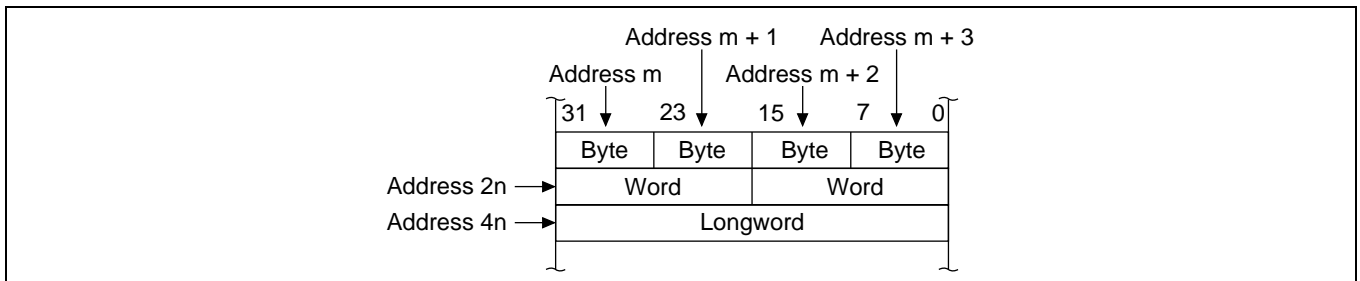 Address m + 1 Address m + 3
Address m Address m + 2
31 23 15 7 0
Byte Byte Byte Byte
Address 2n Word Word
Address 4n Longword